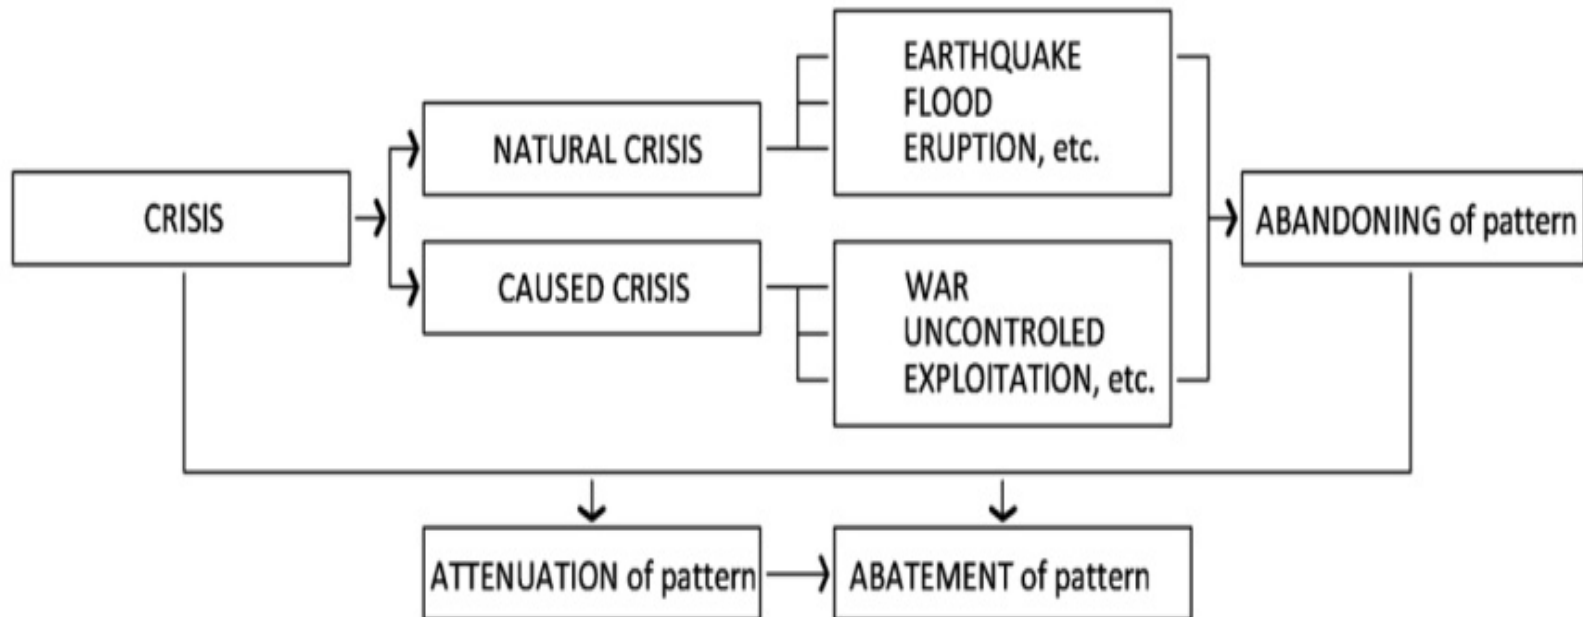 CRISIS
NATURAL CRISIS
CAUSED CRISIS
EARTHQUAKE
FLOOD
ERUPTION, etc.
WAR
UNCONTROLED
EXPLOITATION, etc.
ABANDONING of pattern
ATTENUATION of pattern
ABATEMENT of pattern